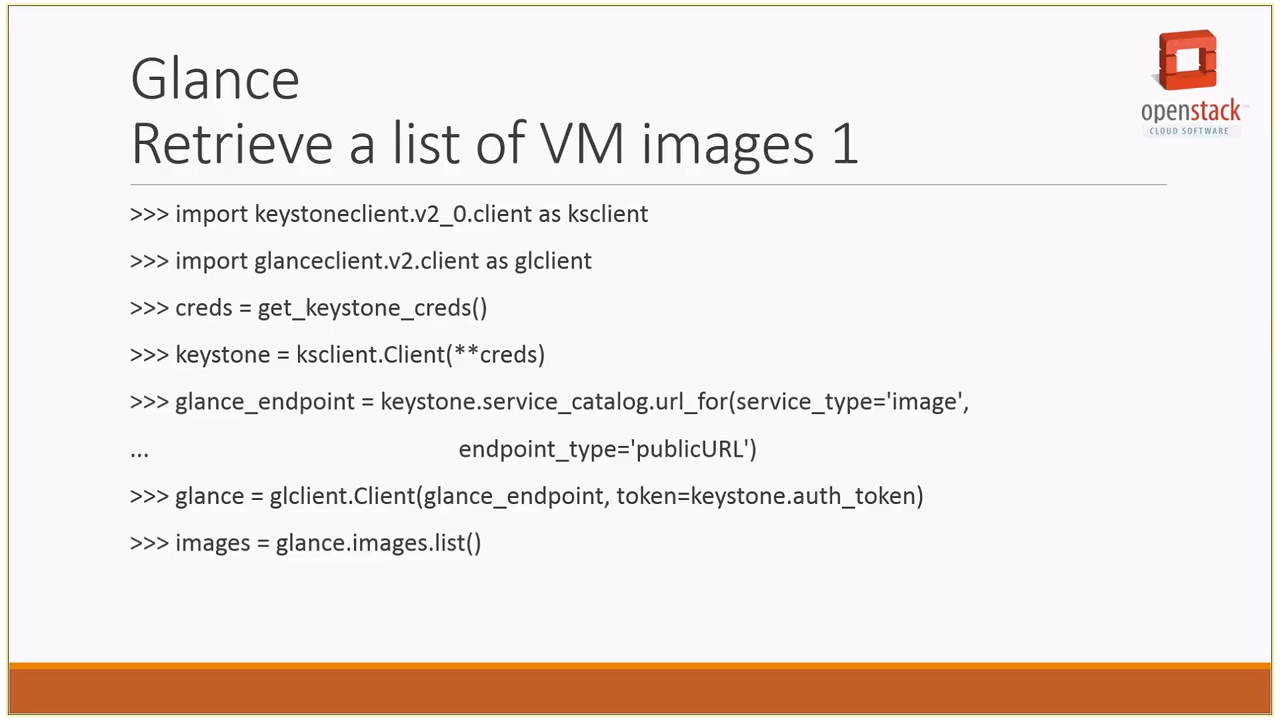 Glance
Retrieve a list of VM images 1
openstack™
CLOUD SOFTWARE
>>> import keystoneclient.v2_0.client as ksclient
>>> import glanceclient.v2.client as glclient
>>> creds = get_keystone_creds()
>>> keystone = ksclient.Client(**creds)
>>> glance_endpoint = keystone.service_catalog.url_for(service_type='image',
... endpoint_type='publicURL')
>>> glance = glclient.Client(glance_endpoint, token=keystone.auth_token)
>>> images = glance.images.list()